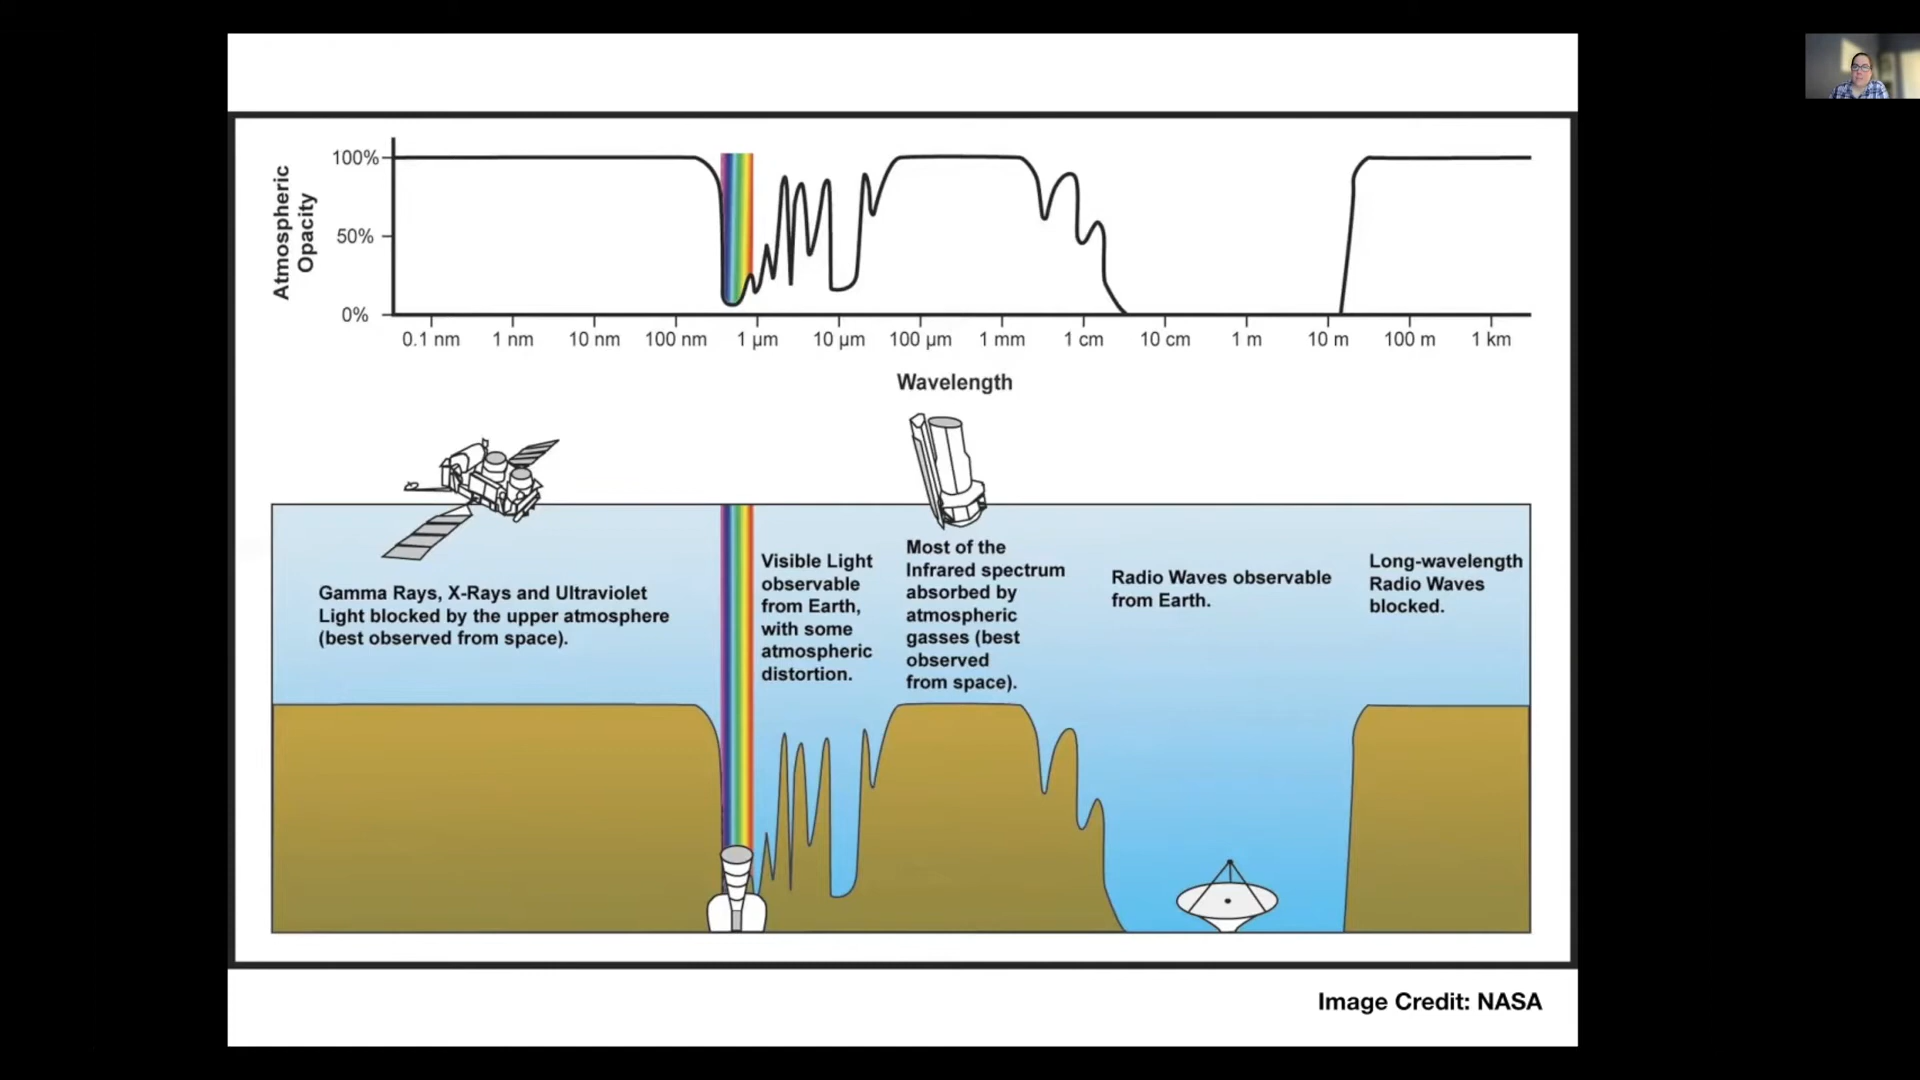 Atmospheric
Opacity
100%
50%
0%
0.1 nm 1 nm 10 nm 100 nm 1 μm 10 μm 100 μm 1 mm 1 cm 10 cm 1 m 10 m 100 m 1 km
Wavelength
Gamma Rays, X-Rays and Ultraviolet
Light blocked by the upper atmosphere
(best observed from space).
Visible Light
observable
from Earth,
with some
atmospheric
distortion.
Most of the
Infrared spectrum
absorbed by
atmospheric
gasses (best
observed
from space).
Radio Waves observable
from Earth.
Long-wavelength
Radio Waves
blocked.
Image Credit: NASA